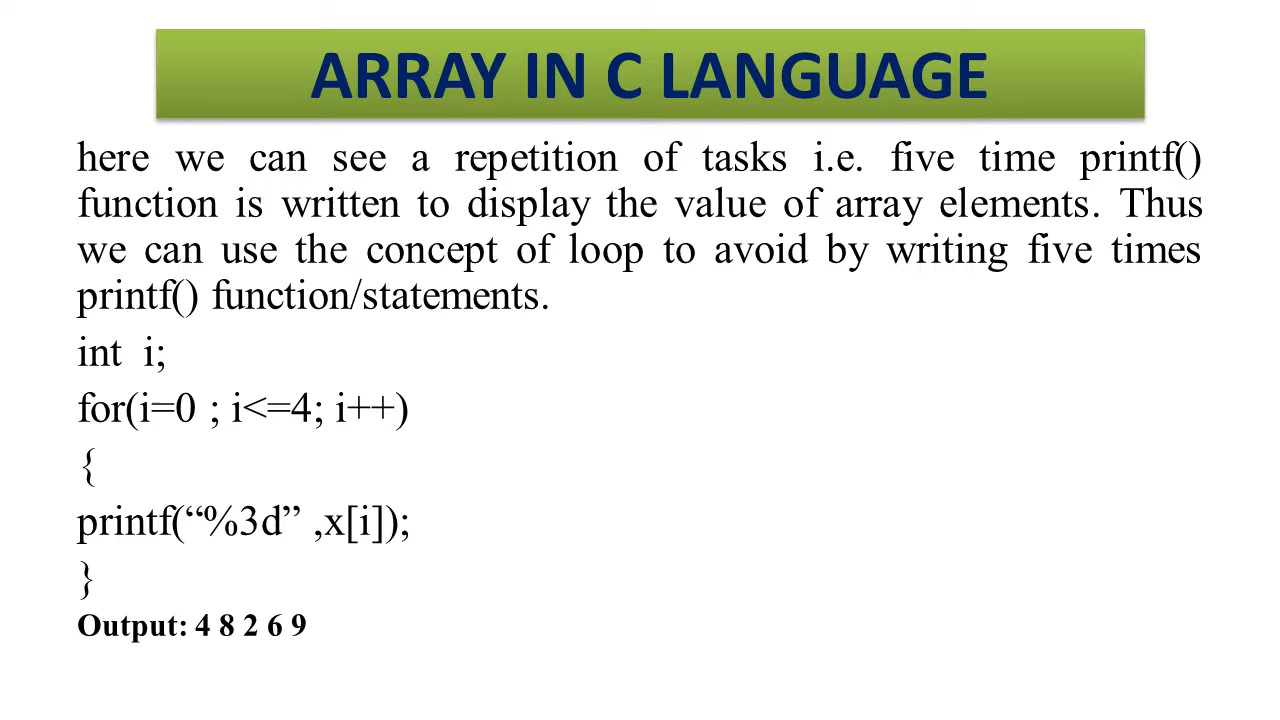 ARRAY IN C LANGUAGE
here we can see a repetition of tasks i.e. five time printf()
function is written to display the value of array elements. Thus
we can use the concept of loop to avoid by writing five times
printf() function/statements.
int i;
for(i=0 ; i<=4; i++)
{
printf(“%3d” ,x[i]);
}
Output: 4 8 2 6 9